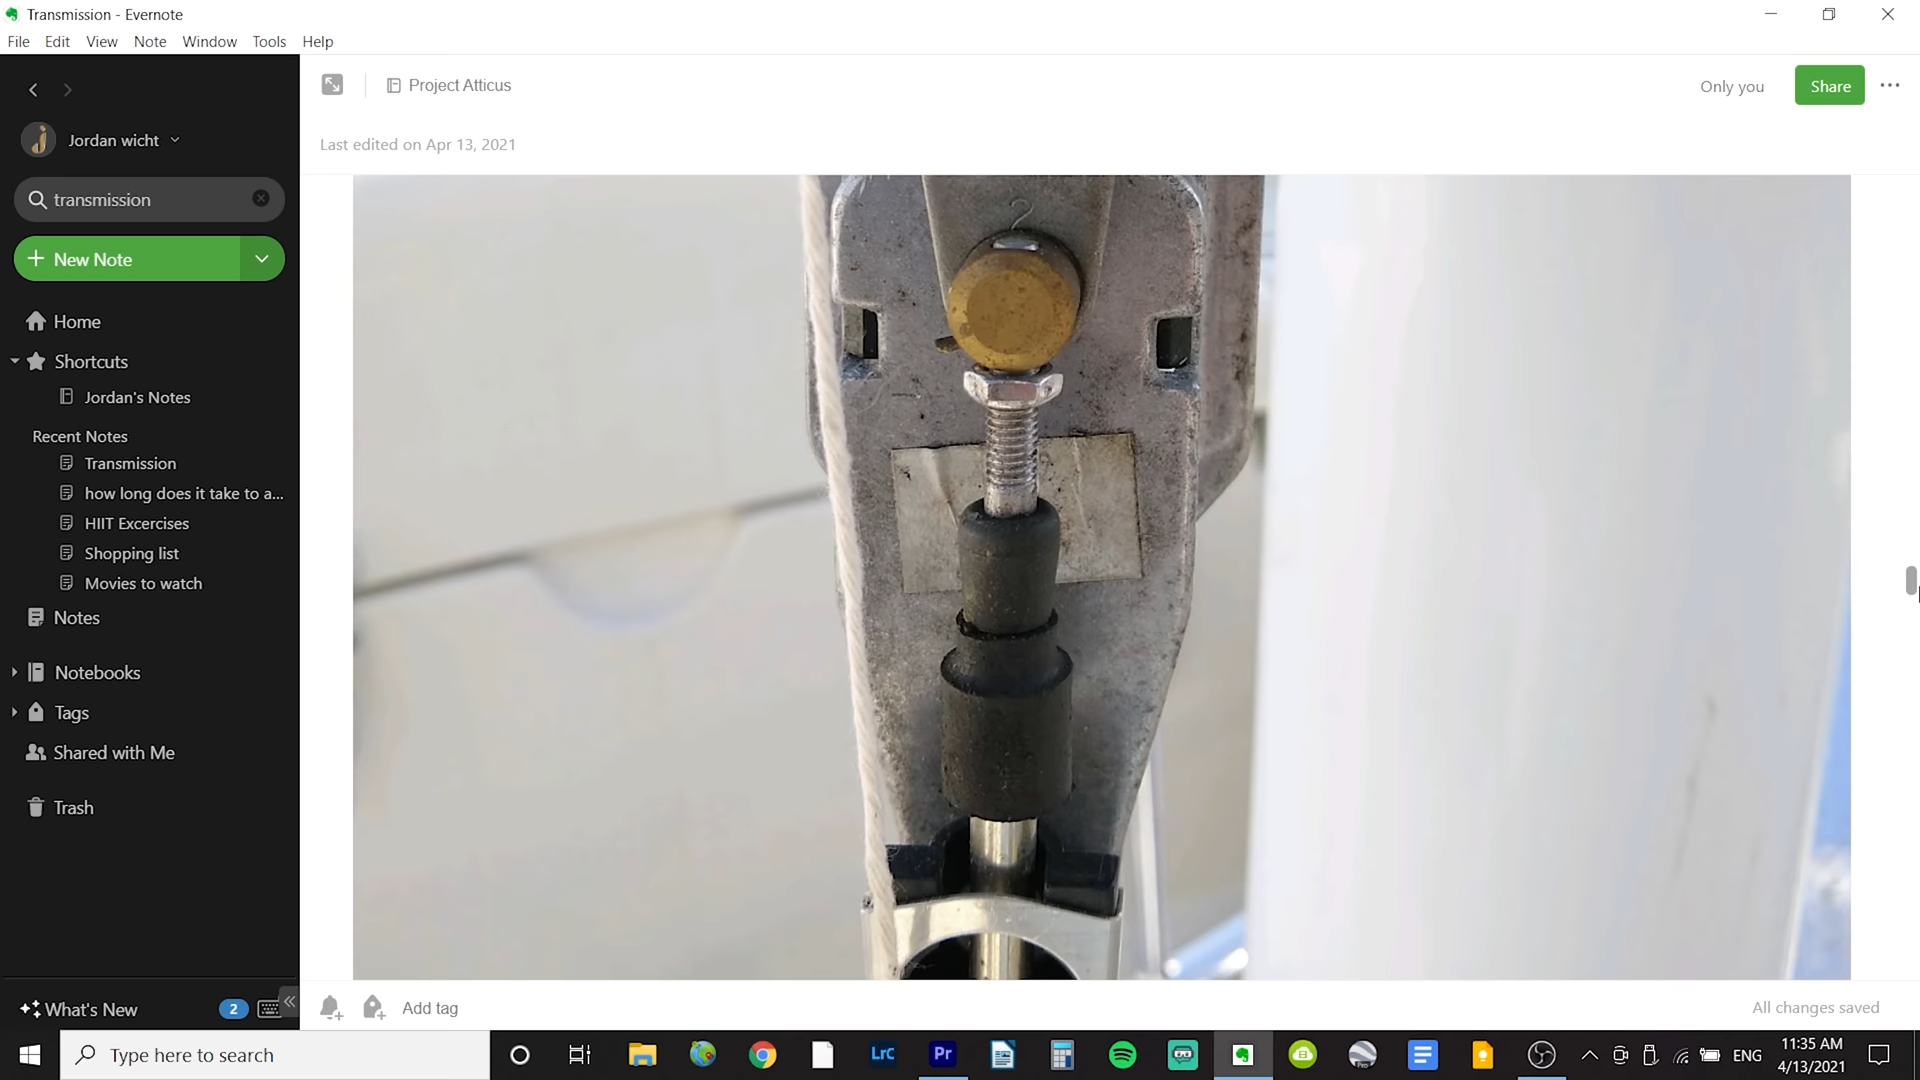 Transmission - Evernote
File Edit View Note Window Tools Help
Project Atticus
Only you
Share
Jordan wicht
Last edited on Apr 13, 2021
transmission
New Note
Home
Shortcuts
Jordan's Notes
Recent Notes
Transmission
how long does it take to a...
HIIT Excercises
Shopping list
Movies to watch
Notes
Notebooks
Tags
Shared with Me
Trash
2
What's New
2
Add tag
All changes saved
Type here to search
LrC
Pr
Pro
ENG
11:35 AM
4/13/2021